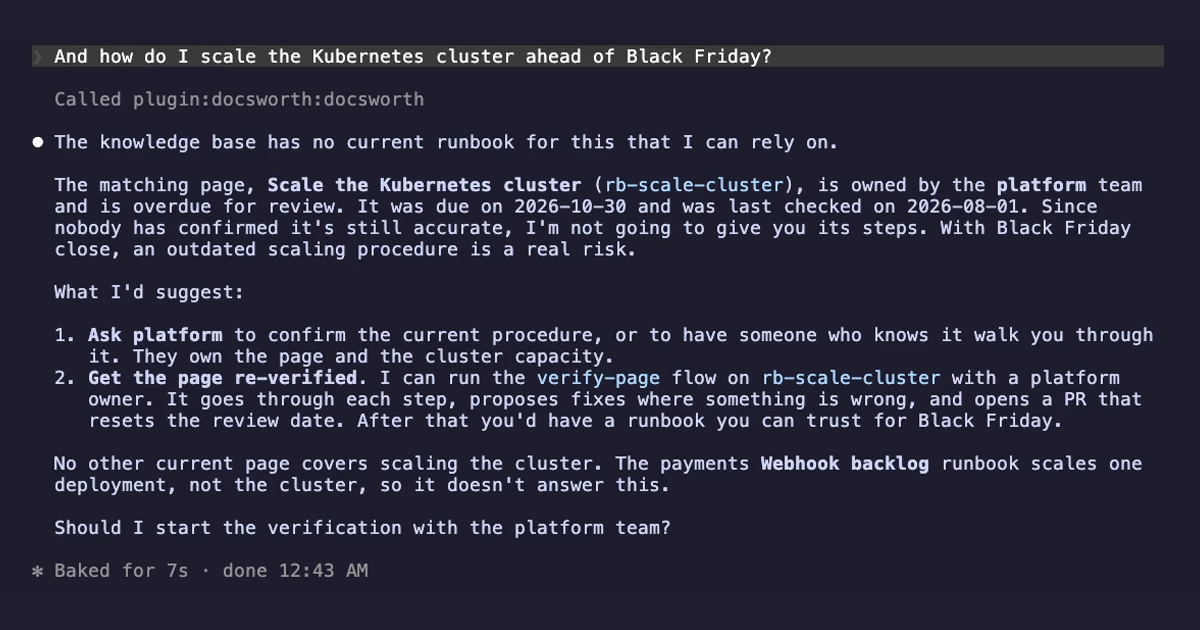 ❯ And how do I scale the Kubernetes cluster ahead of Black Friday?
Called plugin:docsworth:docsworth
● The knowledge base has no current runbook for this that I can rely on.
The matching page, Scale the Kubernetes cluster (rb-scale-cluster), is owned by the platform team
and is overdue for review. It was due on 2026-10-30 and was last checked on 2026-08-01. Since
nobody has confirmed it's still accurate, I'm not going to give you its steps. With Black Friday
close, an outdated scaling procedure is a real risk.
What I'd suggest:
1. Ask platform to confirm the current procedure, or to have someone who knows it walk you through
it. They own the page and the cluster capacity.
2. Get the page re-verified. I can run the verify-page flow on rb-scale-cluster with a platform
owner. It goes through each step, proposes fixes where something is wrong, and opens a PR that
resets the review date. After that you'd have a runbook you can trust for Black Friday.
No other current page covers scaling the cluster. The payments Webhook backlog runbook scales one
deployment, not the cluster, so it doesn't answer this.
Should I start the verification with the platform team?
✻ Baked for 7s · done 12:43 AM